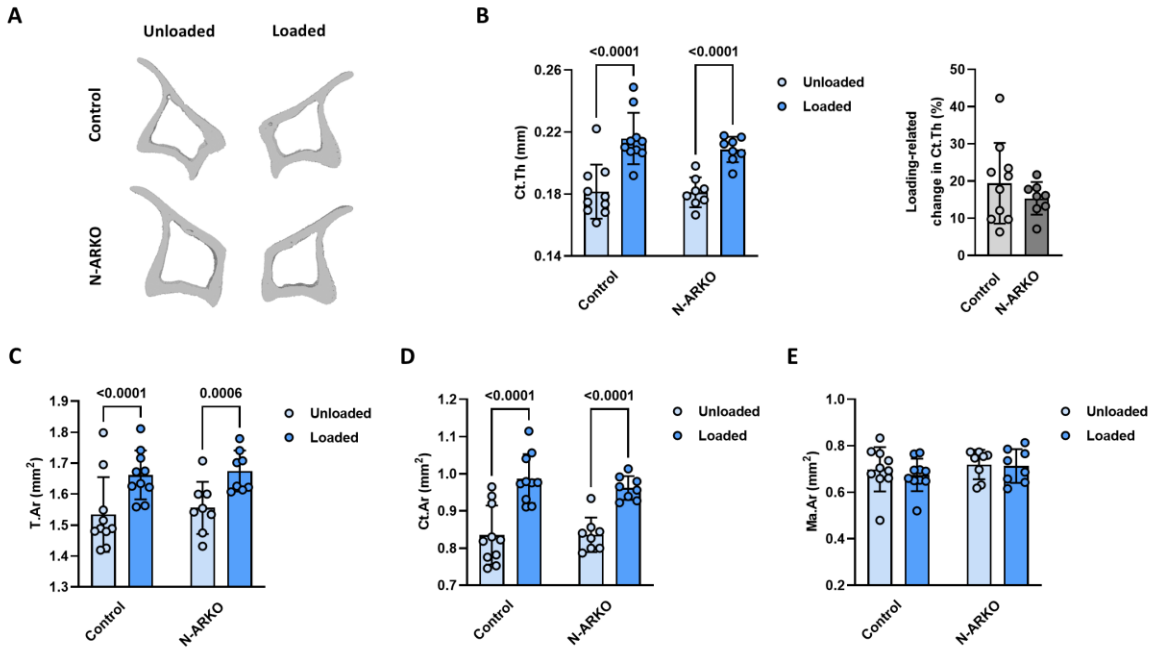 A
Unloaded
Loaded
Control
N-ARKO
B
<0.0001
<0.0001
Unloaded
Loaded
Ct.Th (mm)
0.26
0.22
0.18
0.14
Control
N-ARKO
Loading-related
change in Ct.Th (%)
50
40
30
20
10
0
Control
N-ARKO
C
<0.0001
0.0006
Unloaded
Loaded
T.Ar (mm²)
1.9
1.8
1.7
1.6
1.5
1.4
1.3
Control
N-ARKO
D
<0.0001
<0.0001
Unloaded
Loaded
Ct.Ar (mm²)
1.2
1.1
1.0
0.9
0.8
0.7
Control
N-ARKO
E
Unloaded
Loaded
Ma.Ar (mm²)
1.0
0.8
0.6
0.4
0.2
Control
N-ARKO